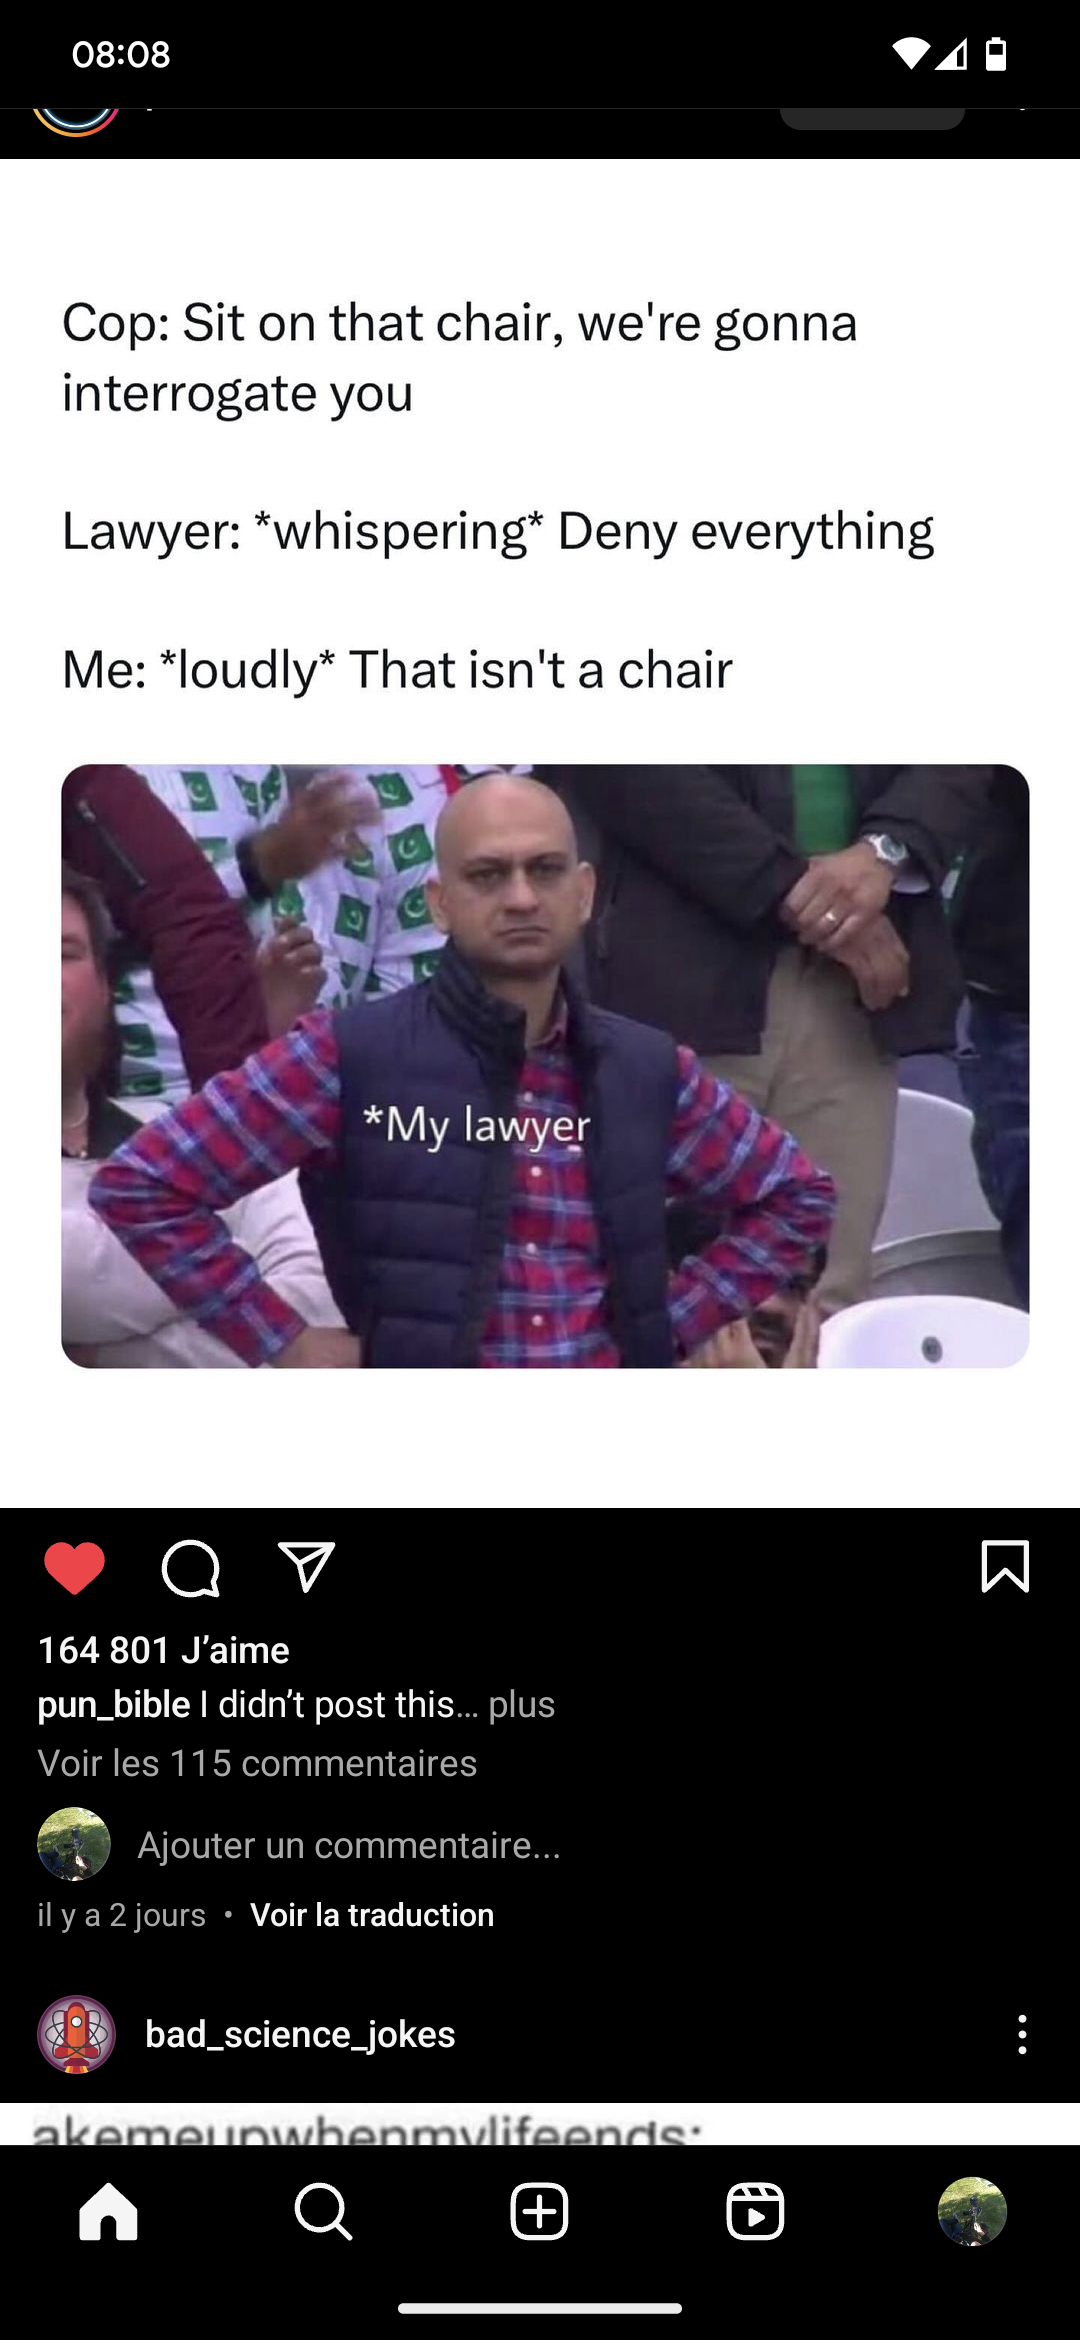 08:08
Cop: Sit on that chair, we're gonna
interrogate you
Lawyer: *whispering* Deny everything
Me: *loudly* That isn't a chair
*My lawyer
164 801 J’aime
pun_bible I didn’t post this... plus
Voir les 115 commentaires
Ajouter un commentaire...
il y a 2 jours • Voir la traduction
bad_science_jokes
akemeupwhenmylifeends: